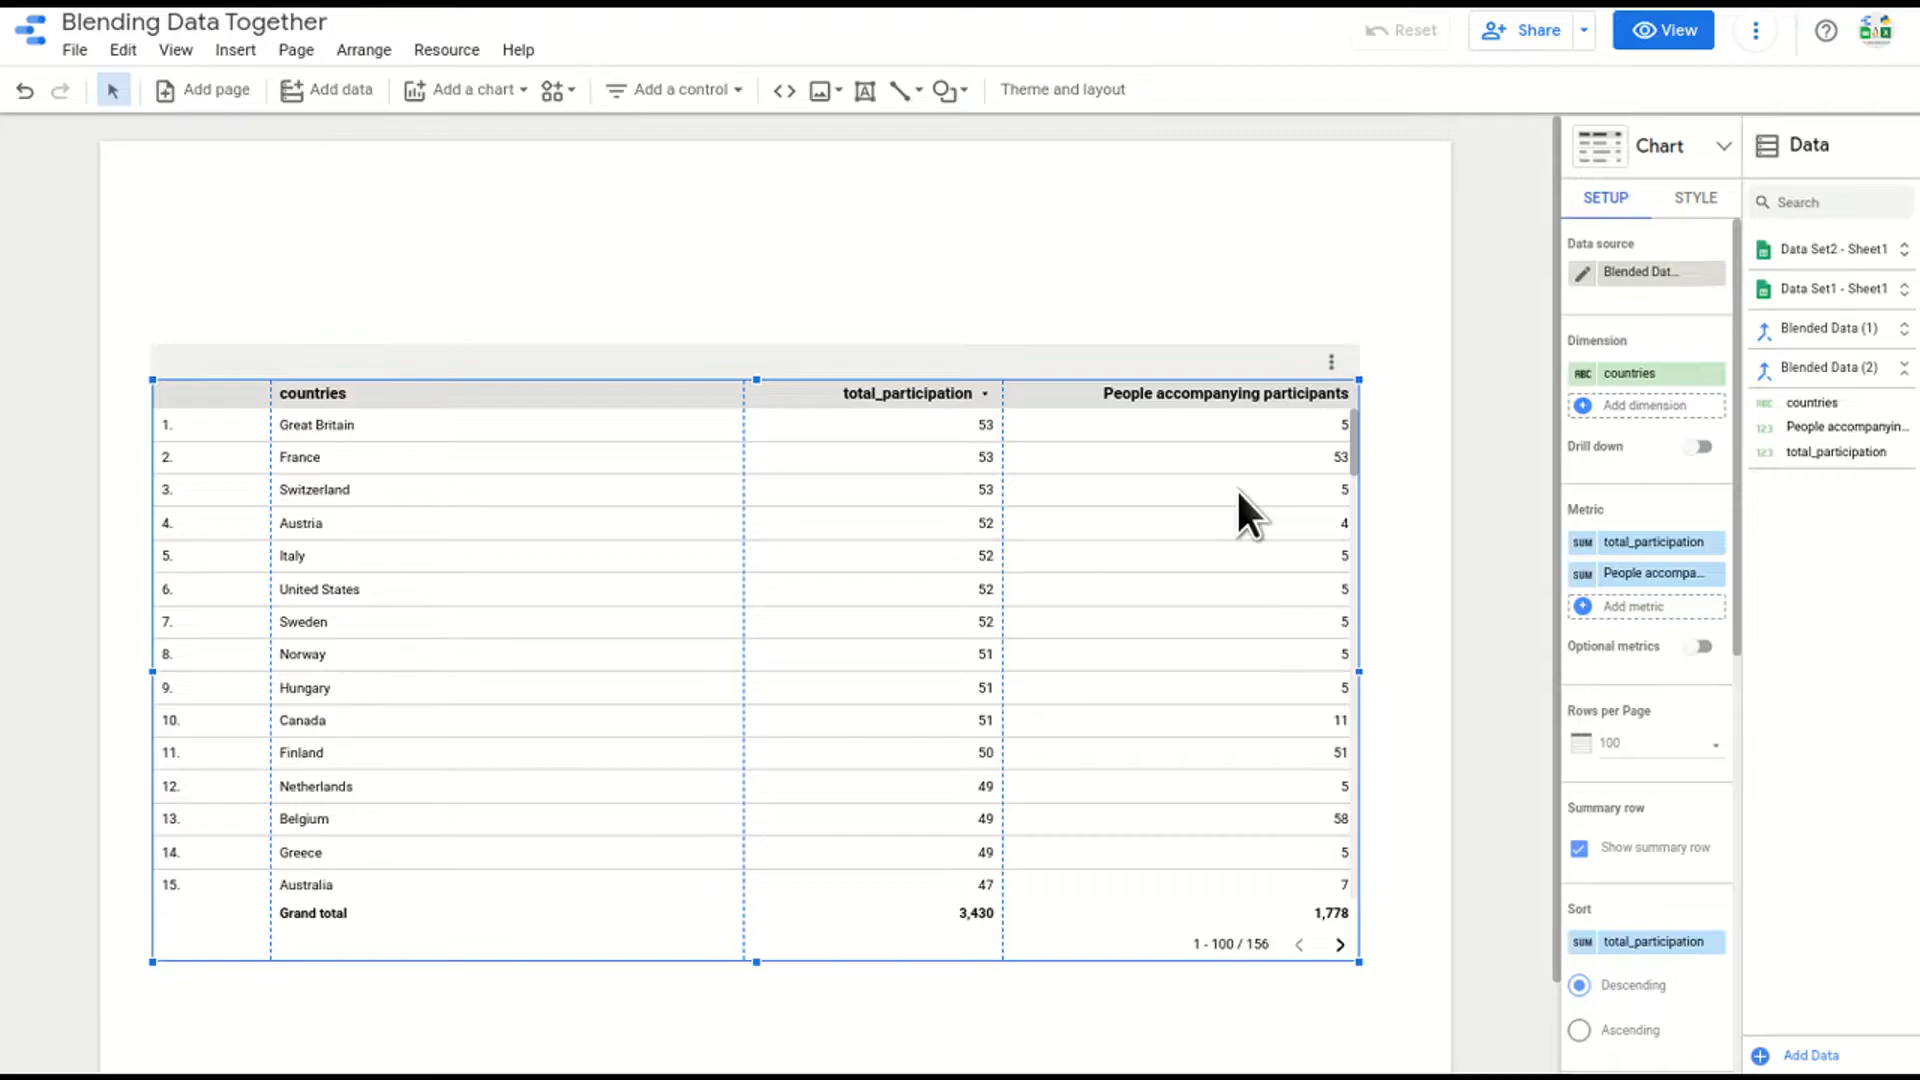 Blending Data Together
File Edit View Insert Page Arrange Resource Help
Reset Share View
Add page Add data Add a chart Add a control Theme and layout
Chart
SETUP STYLE
Data source
Blended Dat...
Dimension
ABC countries
Add dimension
Drill down
Metric
SUM total_participation
SUM People accompa...
Add metric
Optional metrics
Rows per Page
100
Summary row
Show summary row
Sort
SUM total_participation
Descending
Ascending
Data
Search
Data Set2 - Sheet1
Data Set1 - Sheet1
Blended Data (1)
Blended Data (2)
ABC countries
123 People accompanyin...
123 total_participation
Add Data
countries total_participation People accompanying participants
1. Great Britain 53 5
2. France 53 53
3. Switzerland 53 5
4. Austria 52 4
5. Italy 52 5
6. United States 52 5
7. Sweden 52 5
8. Norway 51 5
9. Hungary 51 5
10. Canada 51 11
11. Finland 50 51
12. Netherlands 49 5
13. Belgium 49 58
14. Greece 49 5
15. Australia 47 7
Grand total 3,430 1,778
1 - 100 / 156